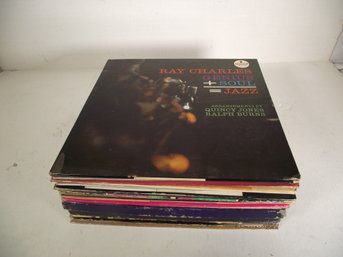 RAY CHARLES
GENIUS
+ SOUL
= JAZZ
ARRANGEMENTS BY
QUINCY JONES
RALPH BURNS